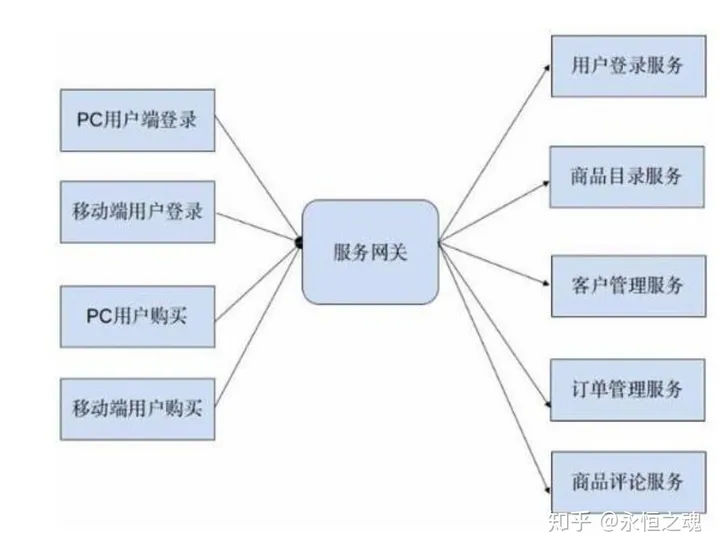 PC用户端登录
移动端用户登录
PC用户购买
移动端用户购买
服务网关
用户登录服务
商品目录服务
客户管理服务
订单管理服务
商品评论服务
知乎 @永恒之魂